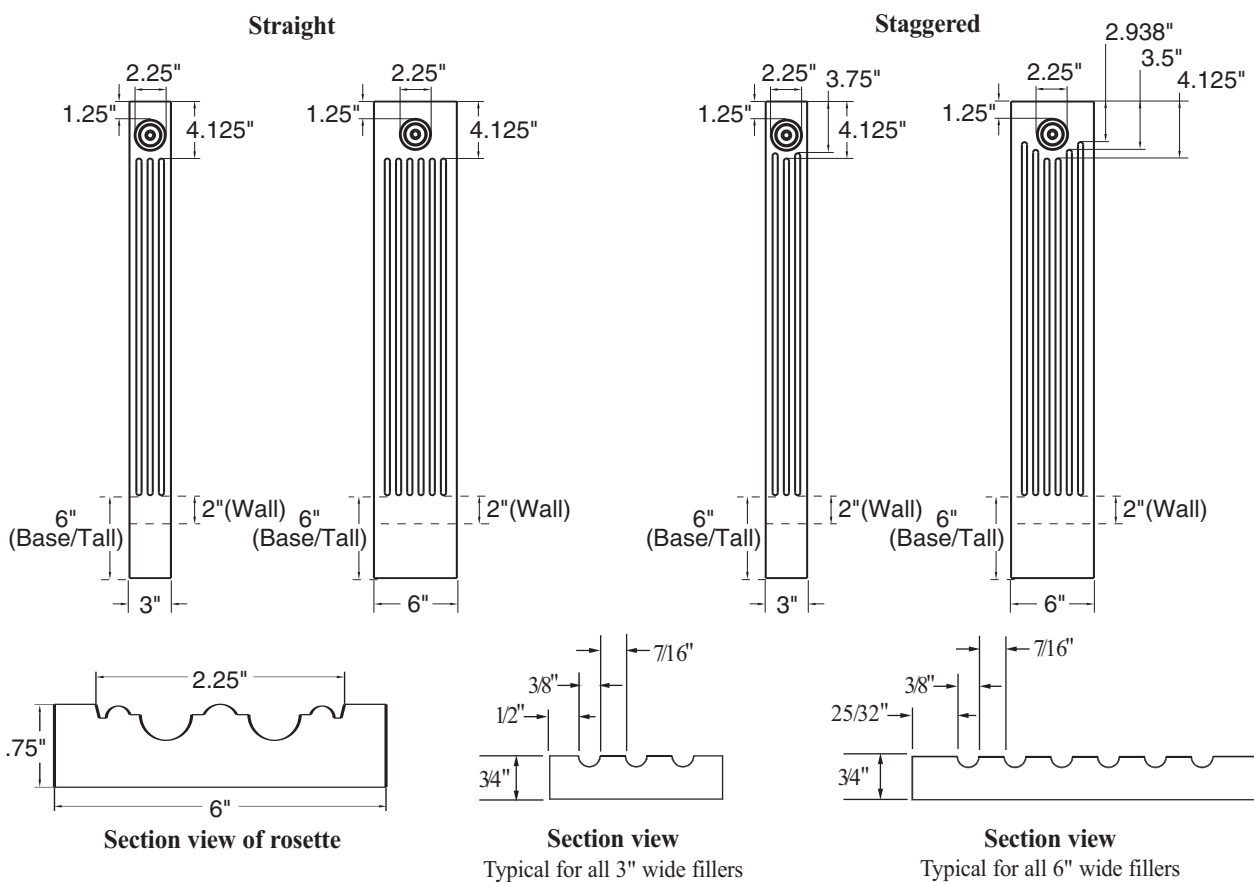 Straight
2.25"
1.25"
4.125"
6"
(Base/Tall)
2"(Wall)
3"
2.25"
1.25"
4.125"
6"
(Base/Tall)
2"(Wall)
6"
Staggered
2.25"
3.75"
1.25"
4.125"
6"
(Base/Tall)
2"(Wall)
3"
2.938"
3.5"
4.125"
2.25"
1.25"
6"
(Base/Tall)
2"(Wall)
6"
2.25"
.75"
6"
Section view of rosette
7/16"
3/8"
1/2"
3/4"
Section view
Typical for all 3" wide fillers
7/16"
3/8"
25/32"
3/4"
Section view
Typical for all 6" wide fillers